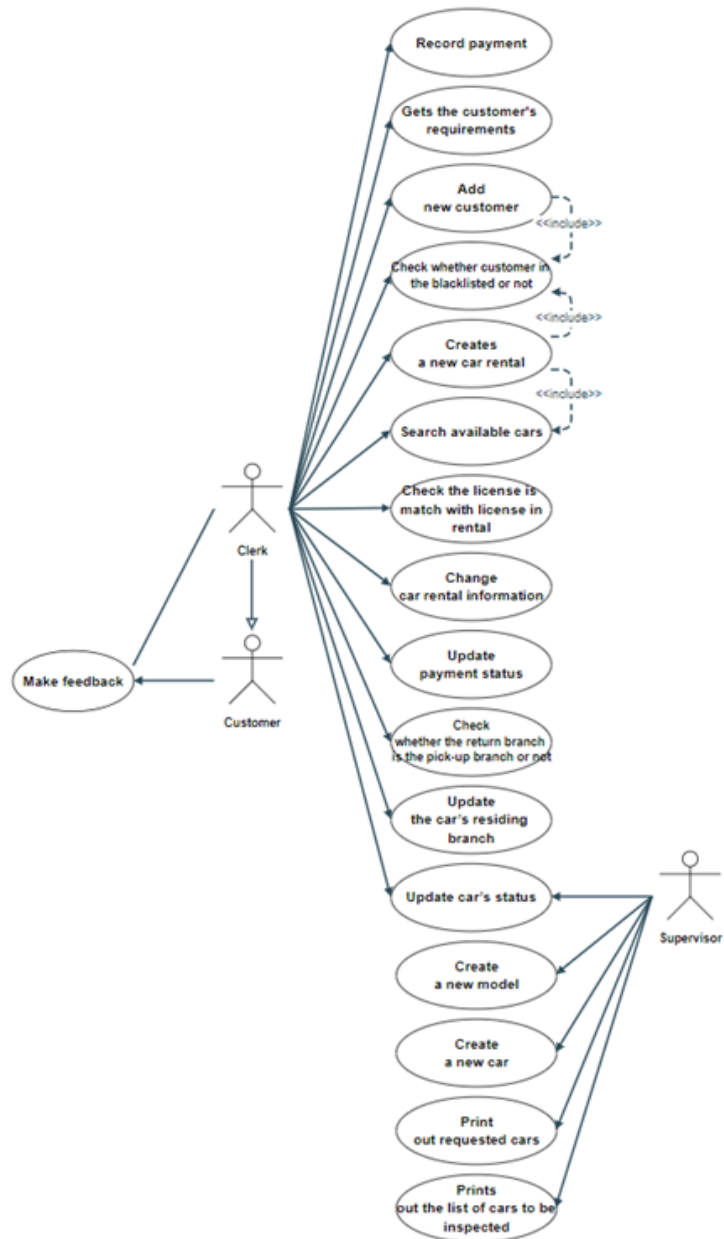 Record payment
Gets the customer's
requirements
Add
new customer
<<include>>
Check whether customer in
the blacklisted or not
<<include>>
Creates
a new car rental
<<include>>
Search available cars
Check the license is
match with license in
rental
Clerk
Change
car rental information
Update
payment status
Make feedback
Customer
Check
whether the return branch
is the pick-up branch or not
Update
the car's residing
branch
Update car's status
Supervisor
Create
a new model
Create
a new car
Print
out requested cars
Prints
out the list of cars to be
inspected